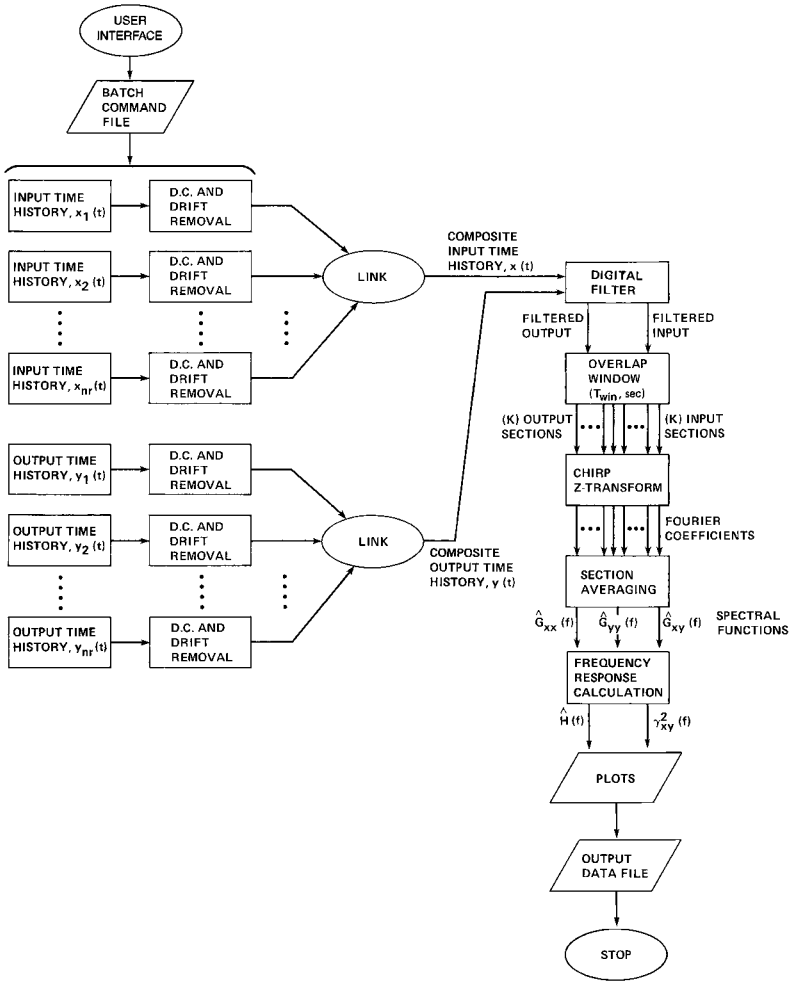 USER
INTERFACE
BATCH
COMMAND
FILE
INPUT TIME
HISTORY, x1 (t)
D.C. AND
DRIFT
REMOVAL
INPUT TIME
HISTORY, x2 (t)
D.C. AND
DRIFT
REMOVAL
INPUT TIME
HISTORY, xnr(t)
D.C. AND
DRIFT
REMOVAL
LINK
COMPOSITE
INPUT TIME
HISTORY, x (t)
OUTPUT TIME
HISTORY, y1 (t)
D.C. AND
DRIFT
REMOVAL
OUTPUT TIME
HISTORY, y2 (t)
D.C. AND
DRIFT
REMOVAL
OUTPUT TIME
HISTORY, ynr(t)
D.C. AND
DRIFT
REMOVAL
LINK
COMPOSITE
OUTPUT TIME
HISTORY, y (t)
DIGITAL
FILTER
FILTERED
OUTPUT
FILTERED
INPUT
OVERLAP
WINDOW
(Twin, sec)
(K) OUTPUT
SECTIONS
(K) INPUT
SECTIONS
CHIRP
Z-TRANSFORM
FOURIER
COEFFICIENTS
SECTION
AVERAGING
Ĝxx (f) Ĝyy (f) Ĝxy (f)
SPECTRAL
FUNCTIONS
FREQUENCY
RESPONSE
CALCULATION
Ĥ(f) γ²xy (f)
PLOTS
OUTPUT
DATA FILE
STOP